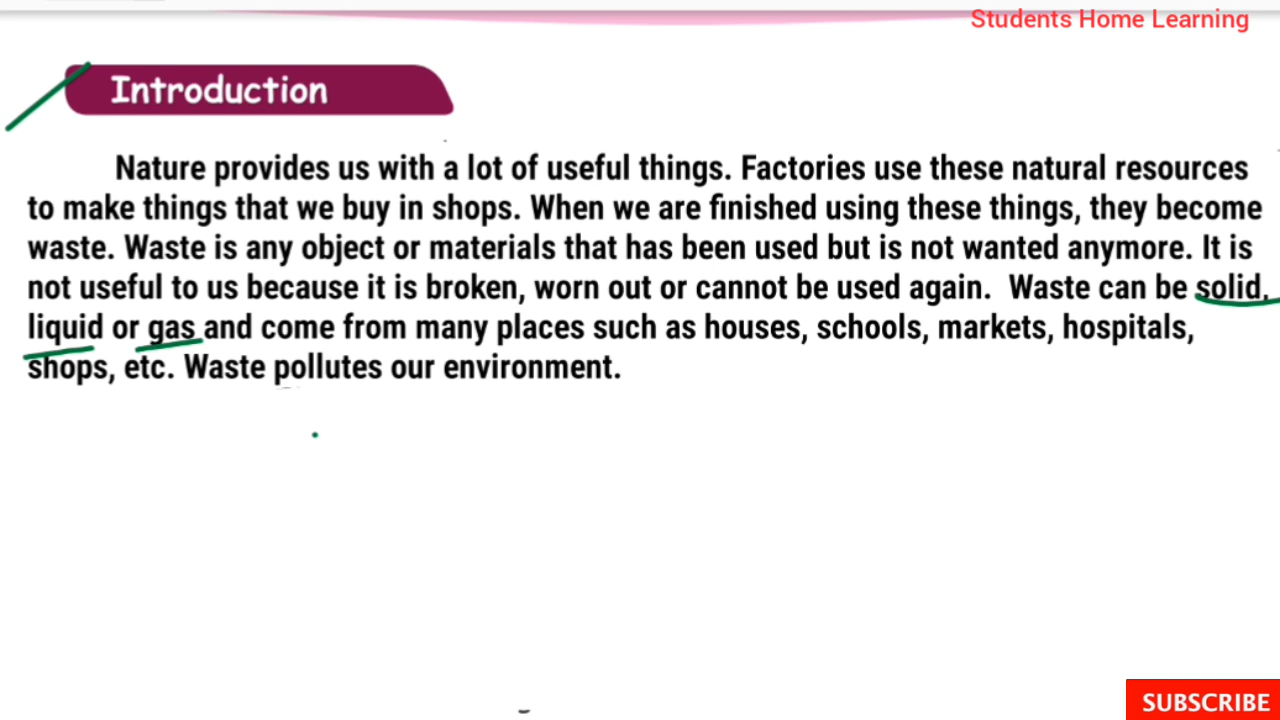 Students Home Learning
Introduction
Nature provides us with a lot of useful things. Factories use these natural resources
to make things that we buy in shops. When we are finished using these things, they become
waste. Waste is any object or materials that has been used but is not wanted anymore. It is
not useful to us because it is broken, worn out or cannot be used again. Waste can be solid,
liquid or gas and come from many places such as houses, schools, markets, hospitals,
shops, etc. Waste pollutes our environment.
SUBSCRIBE